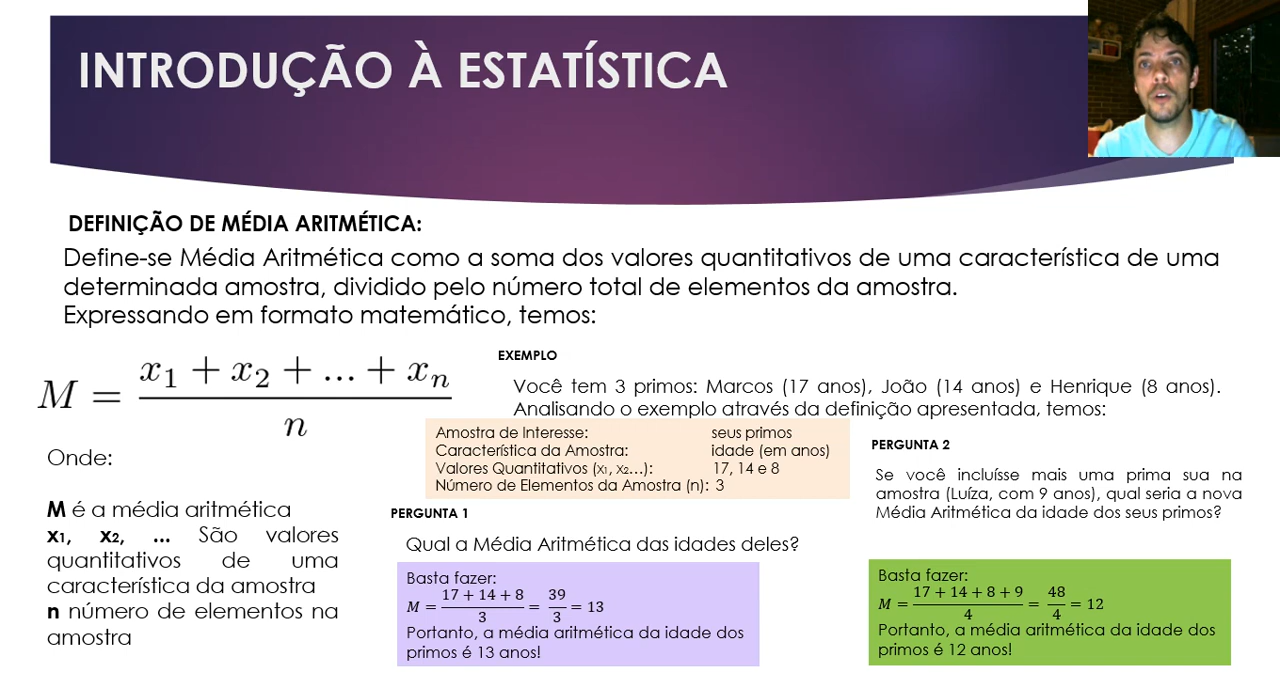 INTRODUÇÃO À ESTATÍSTICA
DEFINIÇÃO DE MÉDIA ARITMÉTICA:
Define-se Média Aritmética como a soma dos valores quantitativos de uma característica de uma
determinada amostra, dividido pelo número total de elementos da amostra.
Expressando em formato matemático, temos:
M = (x₁ + x₂ + ... + xₙ) / n
Onde:
M é a média aritmética
x₁, x₂, ... São valores
quantitativos de uma
característica da amostra
n número de elementos na
amostra
EXEMPLO
Você tem 3 primos: Marcos (17 anos), João (14 anos) e Henrique (8 anos).
Analisando o exemplo através da definição apresentada, temos:
Amostra de Interesse: seus primos
Característica da Amostra: idade (em anos)
Valores Quantitativos (x₁, x₂...): 17, 14 e 8
Número de Elementos da Amostra (n): 3
PERGUNTA 1
Qual a Média Aritmética das idades deles?
Basta fazer:
M = (17 + 14 + 8) / 3 = 39 / 3 = 13
Portanto, a média aritmética da idade dos
primos é 13 anos!
PERGUNTA 2
Se você incluísse mais uma prima sua na
amostra (Luíza, com 9 anos), qual seria a nova
Média Aritmética da idade dos seus primos?
Basta fazer:
M = (17 + 14 + 8 + 9) / 4 = 48 / 4 = 12
Portanto, a média aritmética da idade dos
primos é 12 anos!